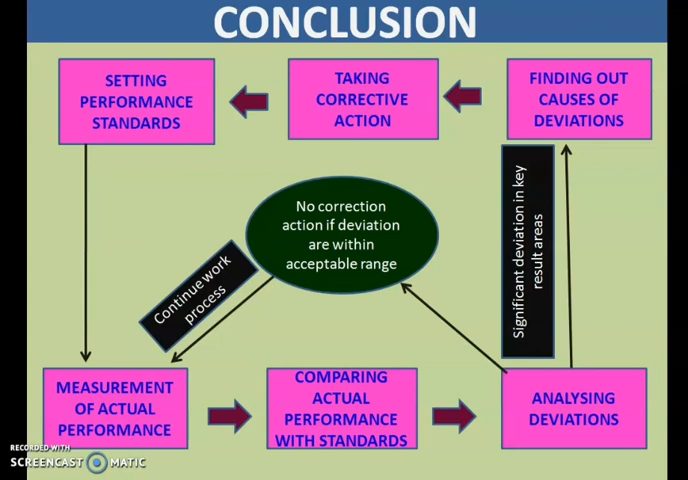 CONCLUSION
SETTING
PERFORMANCE
STANDARDS
TAKING
CORRECTIVE
ACTION
FINDING OUT
CAUSES OF
DEVIATIONS
No correction
action if deviation
are within
acceptable range
Significant deviation in key
result areas
Continue work
process
MEASUREMENT
OF ACTUAL
PERFORMANCE
COMPARING
ACTUAL
PERFORMANCE
WITH STANDARDS
ANALYSING
DEVIATIONS
RECORDED WITH
SCREENCAST MATIC